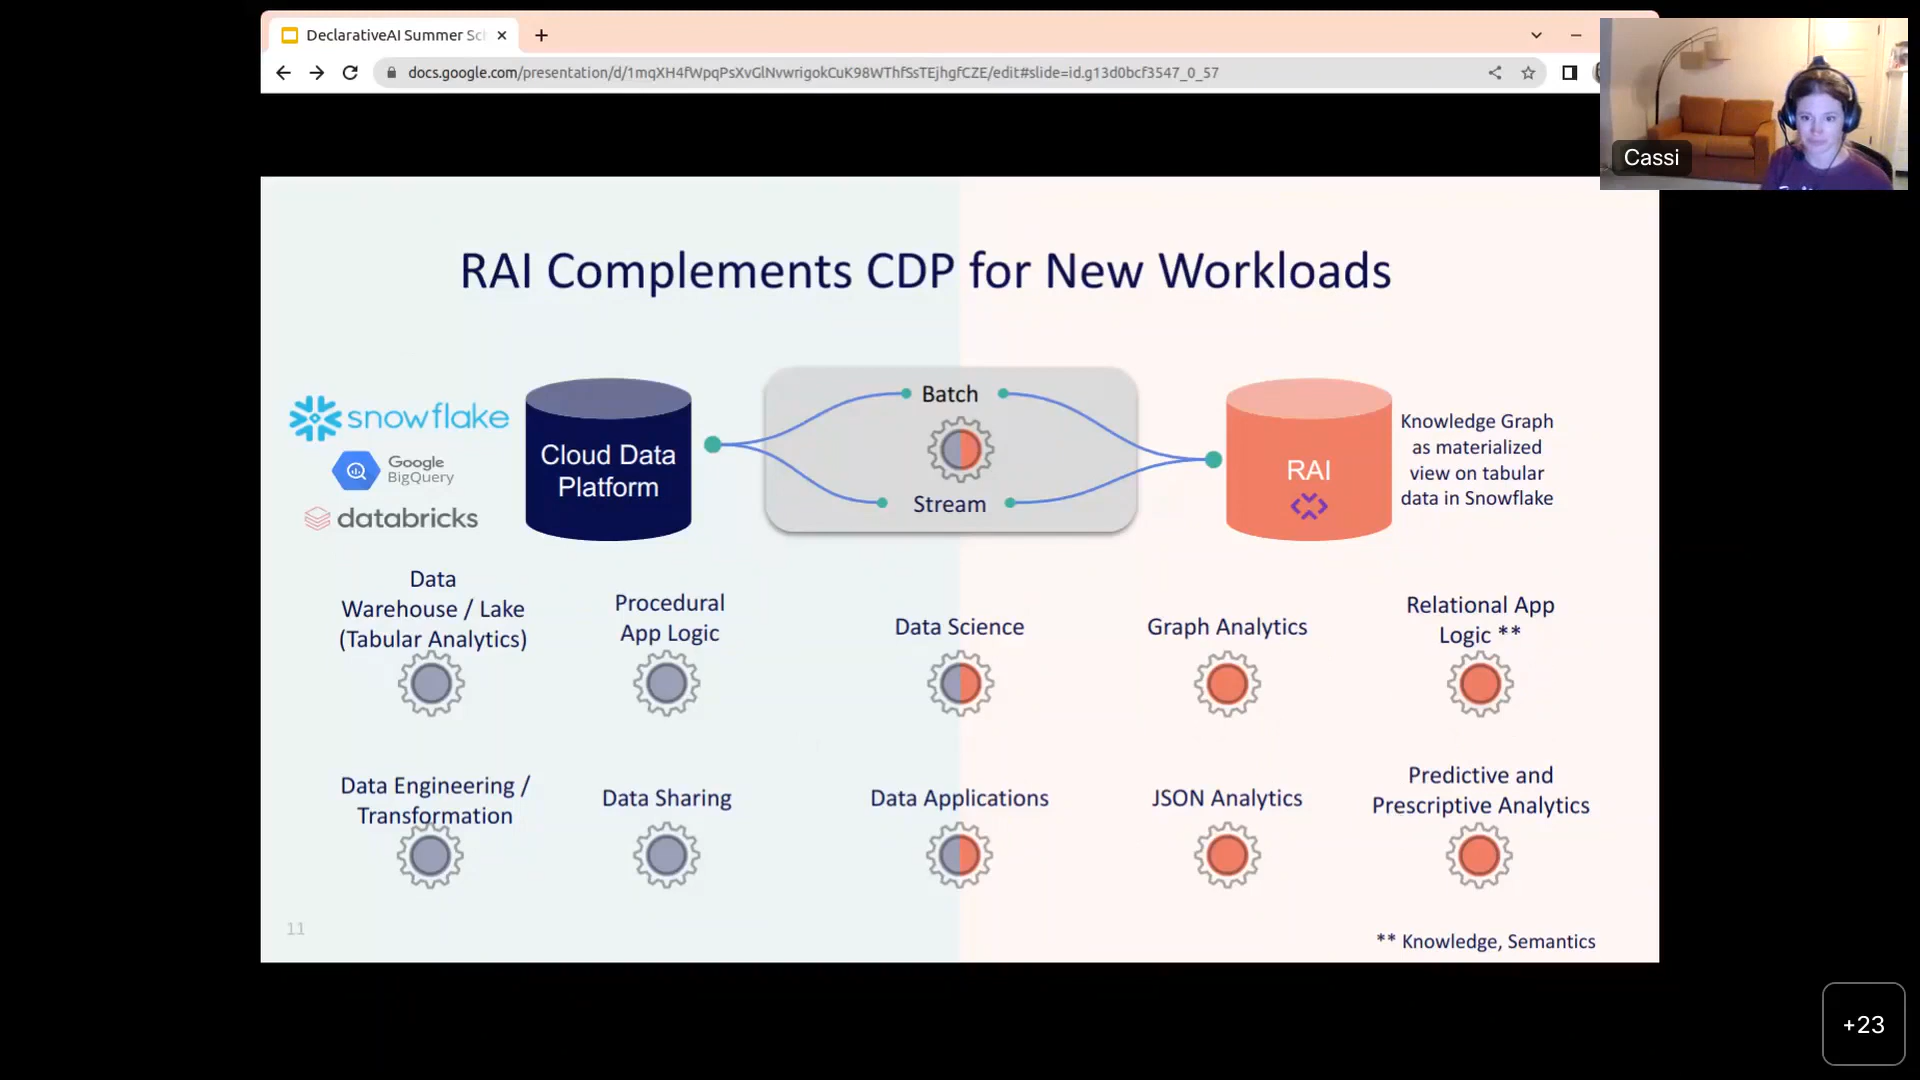 DeclarativeAI Summer Sc
docs.google.com/presentation/d/1mqXH4fWpqPsXvGlNvwrigokCuK98WThfSsTEjhgfCZE/edit#slide=id.g13d0bcf3547_0_57
Cassi
RAI Complements CDP for New Workloads
snowflake
Google
BigQuery
databricks
Cloud Data
Platform
Batch
Stream
RAI
Knowledge Graph
as materialized
view on tabular
data in Snowflake
Data
Warehouse / Lake
(Tabular Analytics)
Procedural
App Logic
Data Science
Graph Analytics
Relational App
Logic **
Data Engineering /
Transformation
Data Sharing
Data Applications
JSON Analytics
Predictive and
Prescriptive Analytics
11
** Knowledge, Semantics
+23